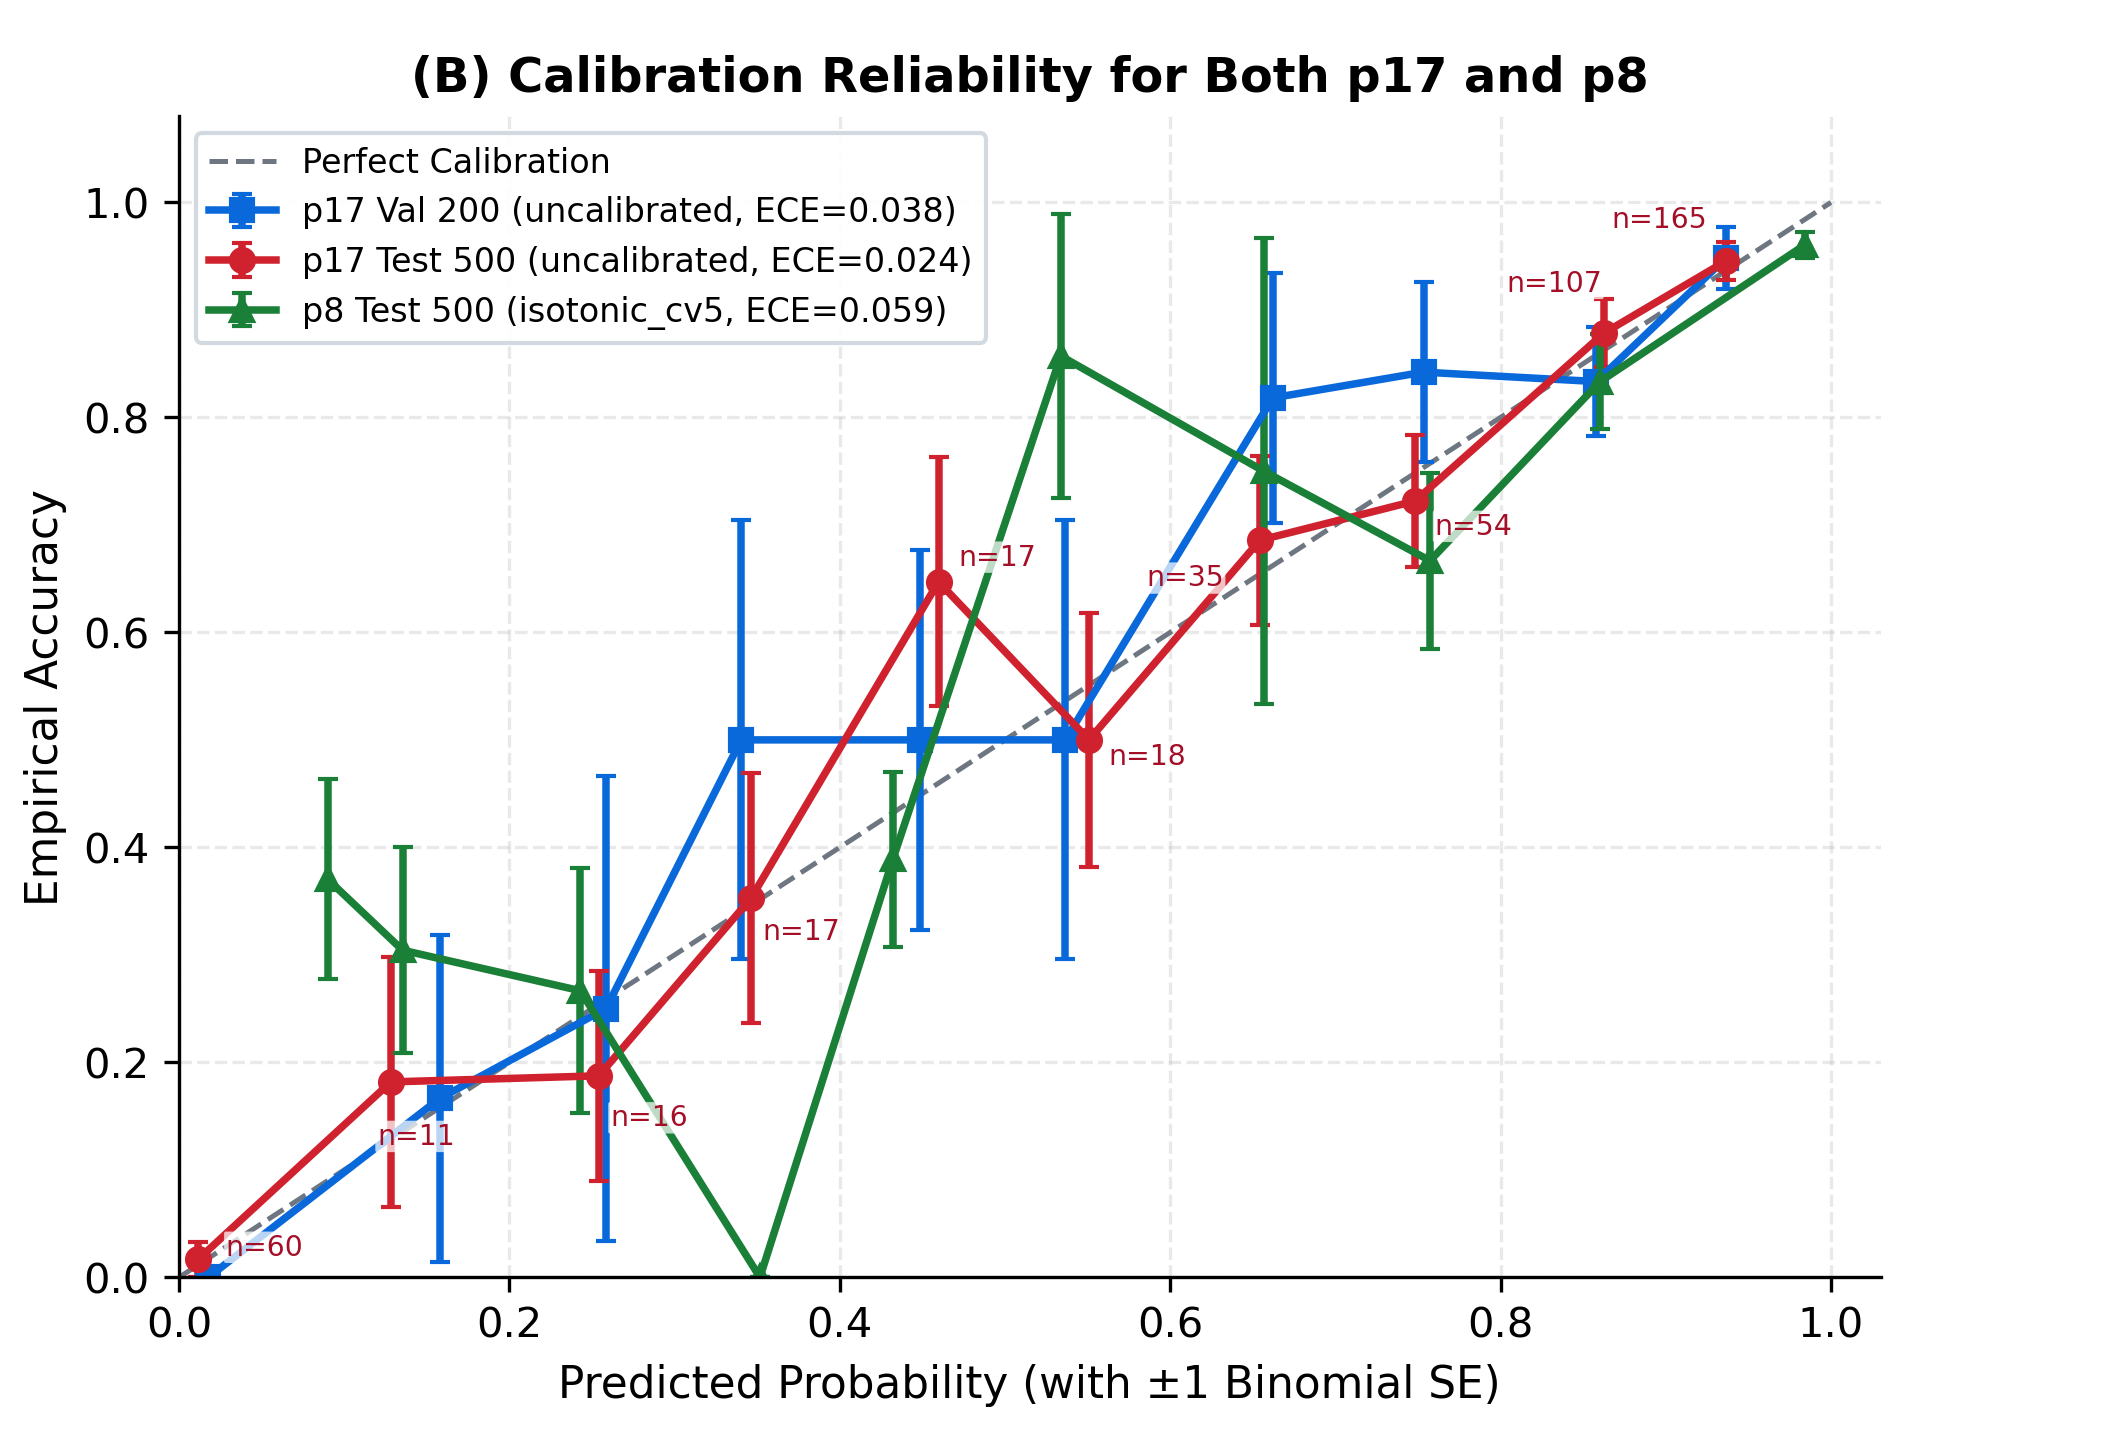 (B) Calibration Reliability for Both p17 and p8
Perfect Calibration
p17 Val 200 (uncalibrated, ECE=0.038)
p17 Test 500 (uncalibrated, ECE=0.024)
p8 Test 500 (isotonic_cv5, ECE=0.059)
n=165
n=107
n=17
n=54
n=35
n=18
n=17
n=11
n=16
n=60
Empirical Accuracy
1.0
0.8
0.6
0.4
0.2
0.0
0.0 0.2 0.4 0.6 0.8 1.0
Predicted Probability (with ±1 Binomial SE)